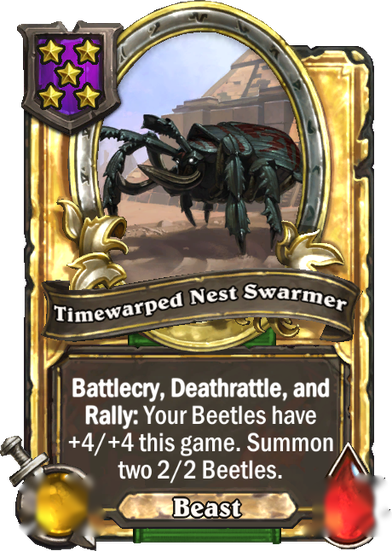 Timewarped Nest Swarmer
Battlecry, Deathrattle, and
Rally: Your Beetles have
+4/+4 this game. Summon
two 2/2 Beetles.
Beast